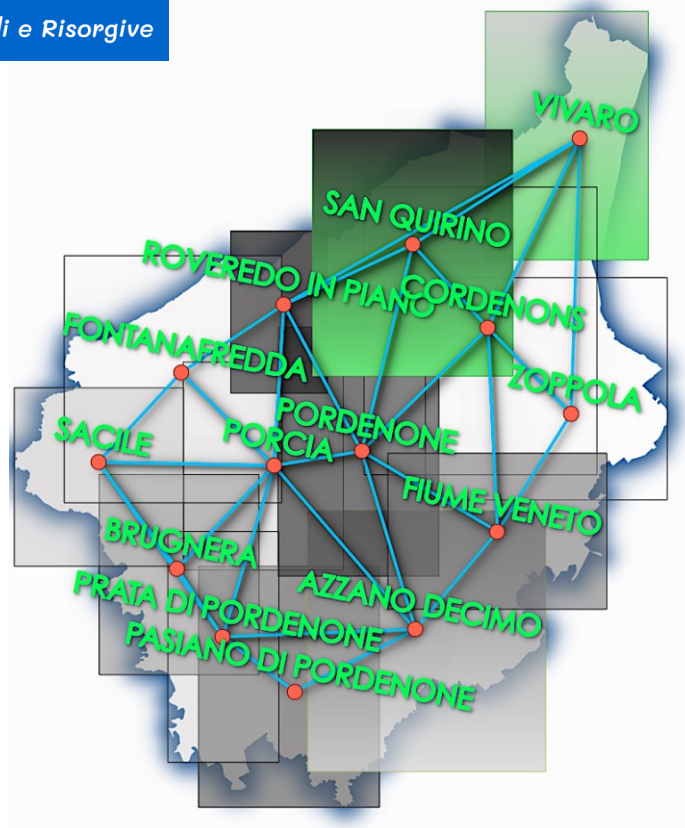 i e Risorgive
VIVARO
SAN QUIRINO
ROVEREDO IN PIANO
CORDENONS
FONTANAFREDDA
ZOPPOLA
PORDENONE
SACILE
PORCIA
FIUME VENETO
BRUGNERA
AZZANO DECIMO
PRATA DI PORDENONE
PASIANO DI PORDENONE